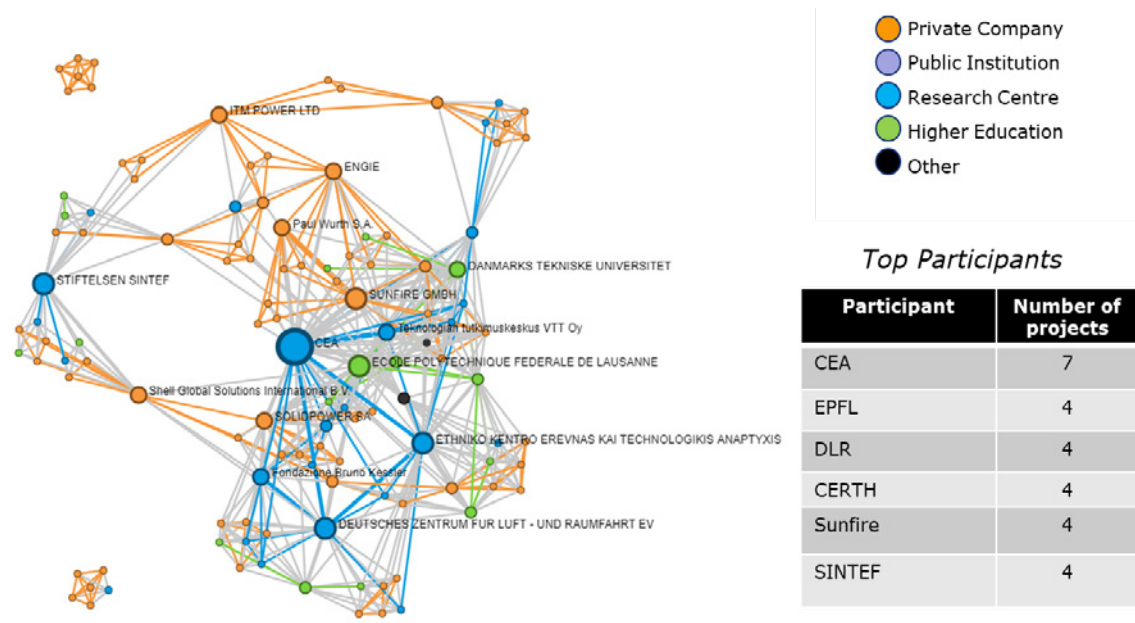 Private Company
Public Institution
Research Centre
Higher Education
Other
ITM POWER LTD
ENGIE
Paul Wurth S.A.
DANMARKS TEKNISKE UNIVERSITET
STIFTELSEN SINTEF
SUNFIRE GMBH
Teknologian tutkimuskeskus VTT Oy
CEA
ECOLE POLYTECHNIQUE FEDERALE DE LAUSANNE
Shell Global Solutions International B.V.
SOLIDPOWER SA
ETHNIKO KENTRO EREVNAS KAI TECHNOLOGIKIS ANAPTYXIS
Fondazione Bruno Kessler
DEUTSCHES ZENTRUM FUR LUFT - UND RAUMFAHRT EV
Top Participants
Participant Number of projects
CEA 7
EPFL 4
DLR 4
CERTH 4
Sunfire 4
SINTEF 4